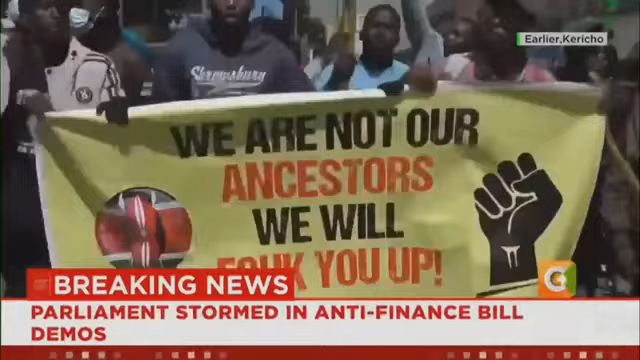 Earlier,Kericho
Shrewsbury
WE ARE NOT OUR
ANCESTORS
WE WILL
YOU UP!
BREAKING NEWS
PARLIAMENT STORMED IN ANTI-FINANCE BILL
DEMOS